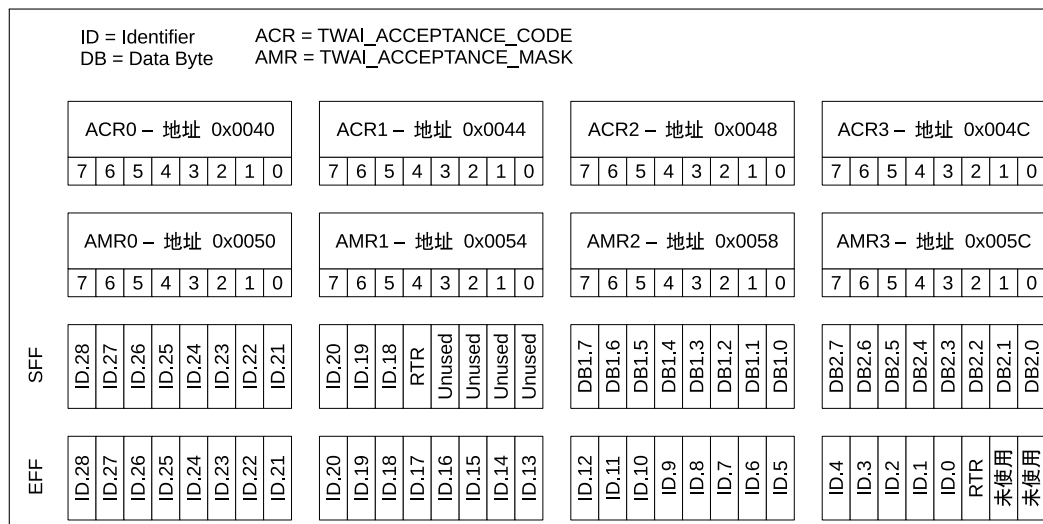 ID = Identifier ACR = TWAI_ACCEPTANCE_CODE
DB = Data Byte AMR = TWAI_ACCEPTANCE_MASK
ACR0 – 地址 0x0040 ACR1 – 地址 0x0044 ACR2 – 地址 0x0048 ACR3 – 地址 0x004C
7 6 5 4 3 2 1 0 7 6 5 4 3 2 1 0 7 6 5 4 3 2 1 0 7 6 5 4 3 2 1 0
AMR0 – 地址 0x0050 AMR1 – 地址 0x0054 AMR2 – 地址 0x0058 AMR3 – 地址 0x005C
7 6 5 4 3 2 1 0 7 6 5 4 3 2 1 0 7 6 5 4 3 2 1 0 7 6 5 4 3 2 1 0
SFF ID.28 ID.27 ID.26 ID.25 ID.24 ID.23 ID.22 ID.21 ID.20 ID.19 ID.18 RTR Unused Unused Unused Unused DB1.7 DB1.6 DB1.5 DB1.4 DB1.3 DB1.2 DB1.1 DB1.0 DB2.7 DB2.6 DB2.5 DB2.4 DB2.3 DB2.2 DB2.1 DB2.0
EFF ID.28 ID.27 ID.26 ID.25 ID.24 ID.23 ID.22 ID.21 ID.20 ID.19 ID.18 ID.17 ID.16 ID.15 ID.14 ID.13 ID.12 ID.11 ID.10 ID.9 ID.8 ID.7 ID.6 ID.5 ID.4 ID.3 ID.2 ID.1 ID.0 RTR 未使用 未使用